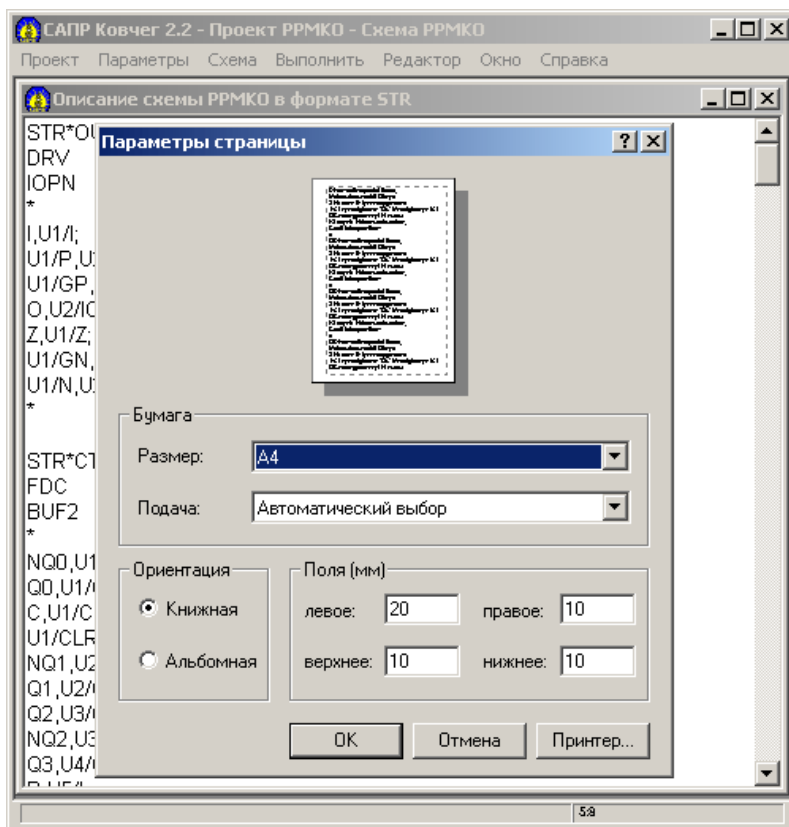 САПР Ковчег 2.2 - Проект РРМКО - Схема РРМКО
Проект Параметры Схема Выполнить Редактор Окно Справка
Описание схемы РРМКО в формате STR
STR*OU
DRV
IOPN
*
I,U1/I;
U1/P,U
U1/GP,
O,U2/IO
Z,U1/Z;
U1/GN,
U1/N,U
*
STR*CT
FDC
BUF2
*
NQ0,U1
Q0,U1/
C,U1/C
U1/CLR
NQ1,U2
Q1,U2/
Q2,U3/
NQ2,U3
Q3,U4/
Параметры страницы
Бумага
Размер: A4
Подача: Автоматический выбор
Ориентация
Книжная
Альбомная
Поля (мм)
левое: 20 правое: 10
верхнее: 10 нижнее: 10
OK Отмена Принтер...
5:9